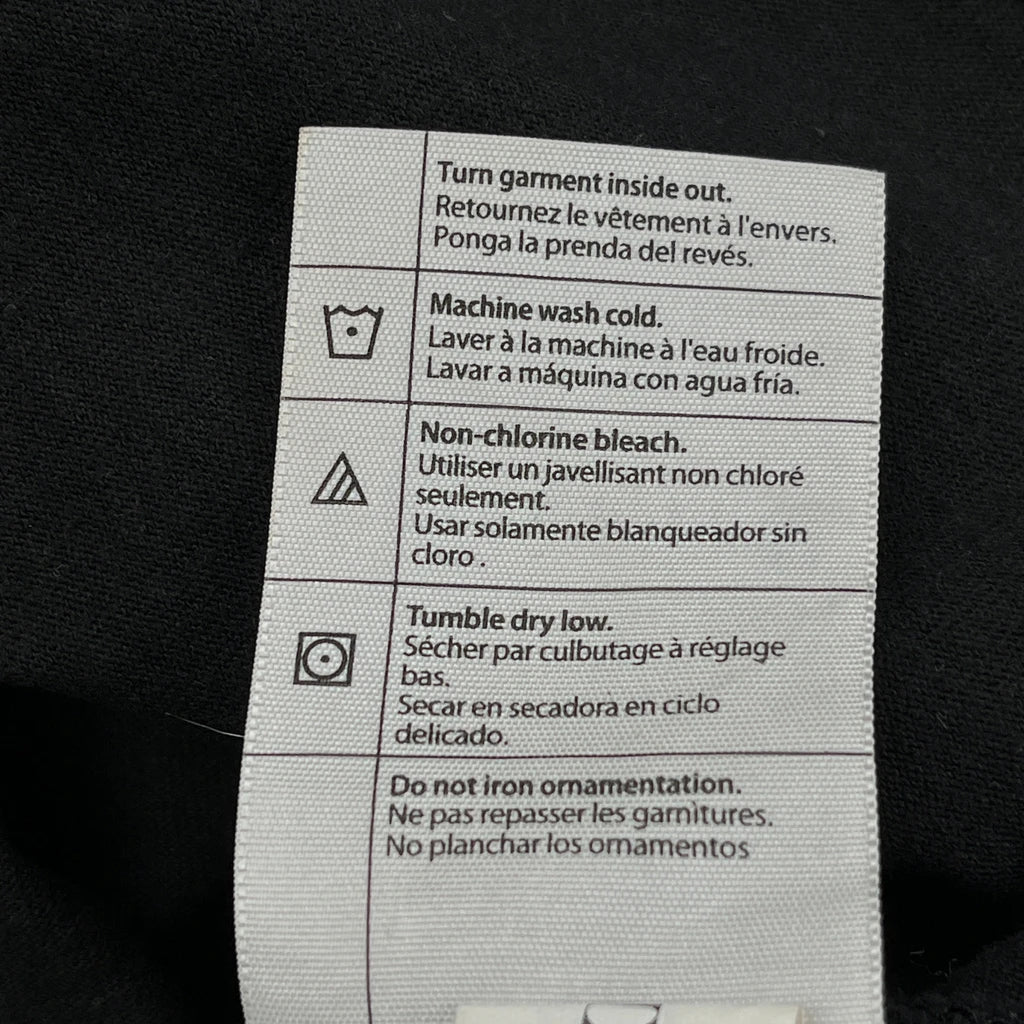 Turn garment inside out.
Retournez le vêtement à l'envers.
Ponga la prenda del revés.
Machine wash cold.
Laver à la machine à l'eau froide.
Lavar a máquina con agua fría.
Non-chlorine bleach.
Utiliser un javellisant non chloré
seulement.
Usar solamente blanqueador sin
cloro .
Tumble dry low.
Sécher par culbutage à réglage
bas.
Secar en secadora en ciclo
delicado.
Do not iron ornamentation.
Ne pas repasser les garnitures.
No planchar los ornamentos